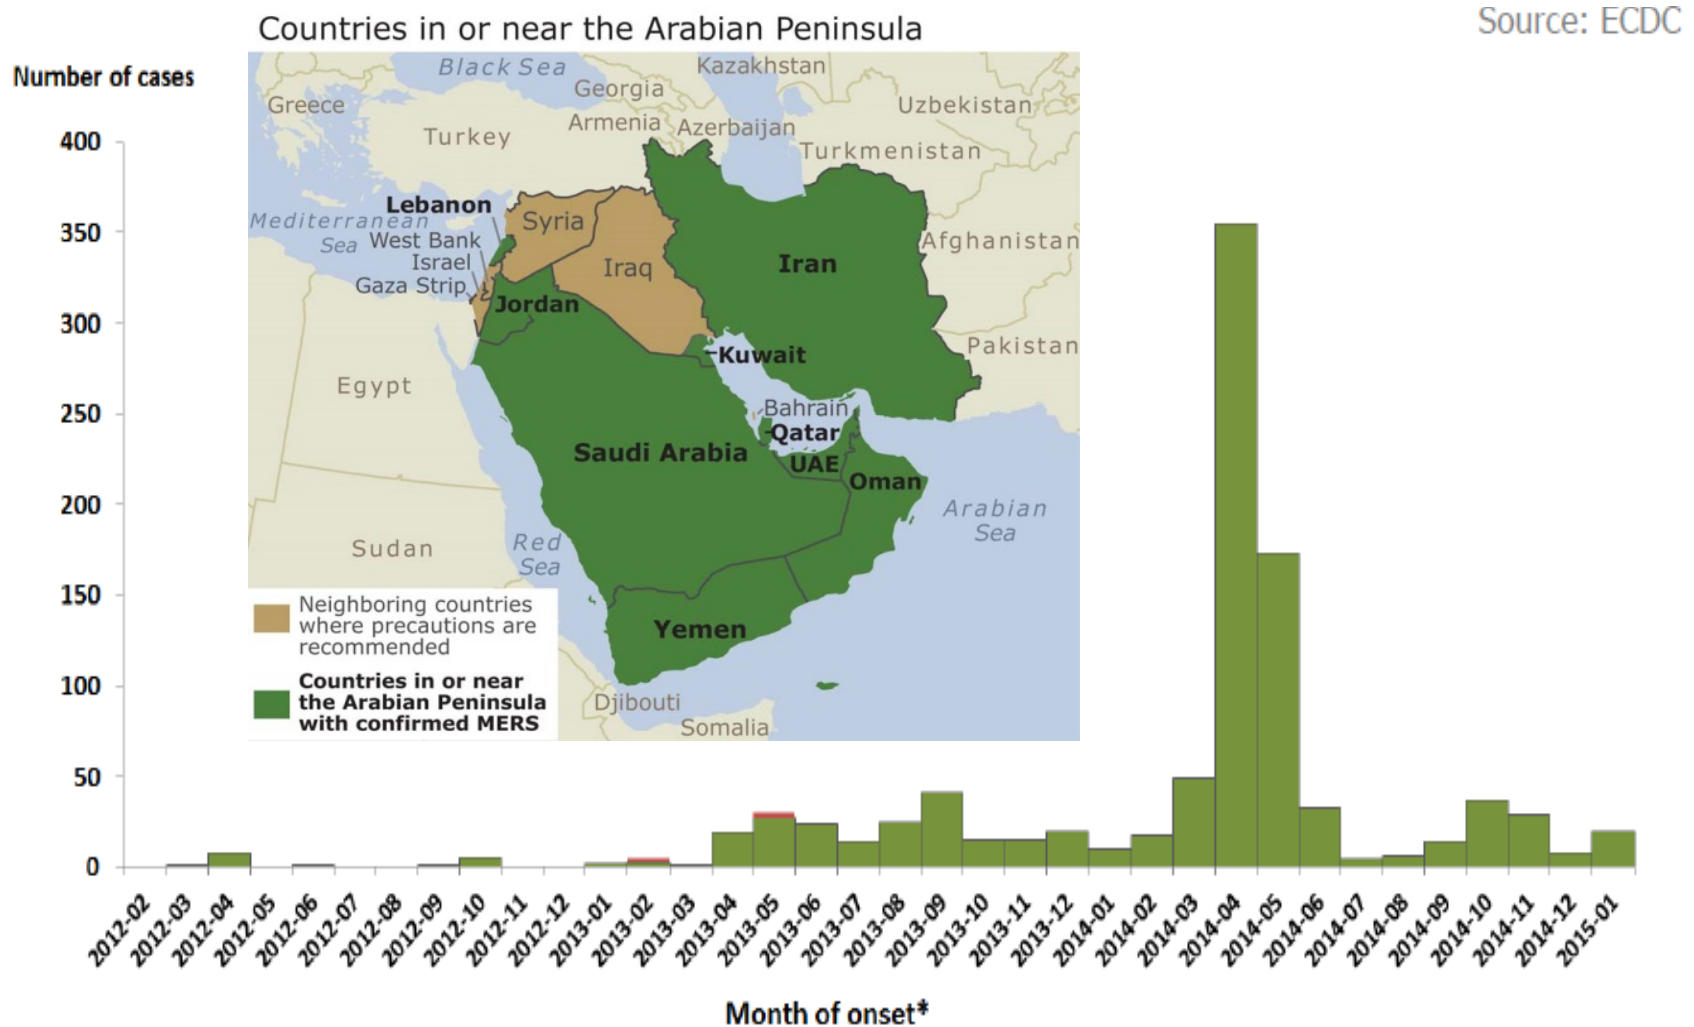 Countries in or near the Arabian Peninsula
Source: ECDC
Number of cases
400
350
300
250
200
150
100
50
0
Black Sea
Kazakhstan
Georgia
Uzbekistan
Greece
Armenia
Azerbaijan
Turkey
Turkmenistan
Lebanon
Mediterranean
Sea
Syria
West Bank
Afghanistan
Israel
Iraq
Iran
Gaza Strip
Jordan
Pakistan
Kuwait
Egypt
Bahrain
Qatar
Saudi Arabia
UAE
Oman
Arabian
Sea
Red
Sea
Sudan
Yemen
Djibouti
Somalia
Neighboring countries
where precautions are
recommended
Countries in or near
the Arabian Peninsula
with confirmed MERS
2012-02
2012-03
2012-04
2012-05
2012-06
2012-07
2012-08
2012-09
2012-10
2012-11
2012-12
2013-01
2013-02
2013-03
2013-04
2013-05
2013-06
2013-07
2013-08
2013-09
2013-10
2013-11
2013-12
2014-01
2014-02
2014-03
2014-04
2014-05
2014-06
2014-07
2014-08
2014-09
2014-10
2014-11
2014-12
2015-01
Month of onset*